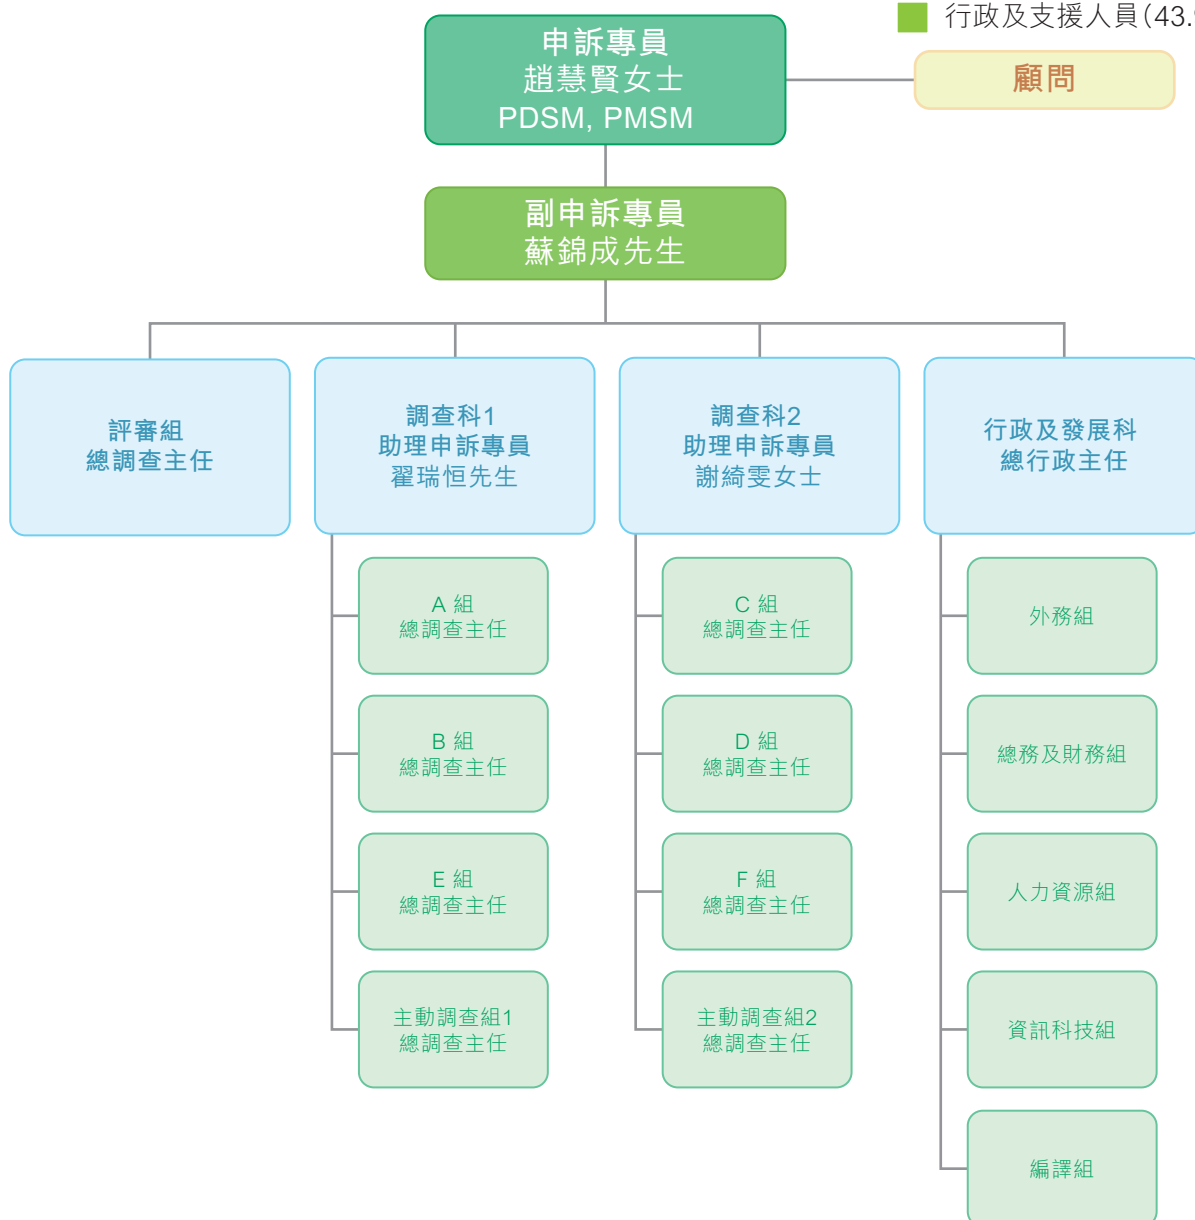 行政及支援人員(43.
申訴專員
趙慧賢女士
PDSM, PMSM
顧問
副申訴專員
蘇錦成先生
評審組
總調查主任
調查科1
助理申訴專員
翟瑞恒先生
調查科2
助理申訴專員
謝綺雯女士
行政及發展科
總行政主任
A 組
總調查主任
B 組
總調查主任
E 組
總調查主任
主動調查組1
總調查主任
C 組
總調查主任
D 組
總調查主任
F 組
總調查主任
主動調查組2
總調查主任
外務組
總務及財務組
人力資源組
資訊科技組
編譯組